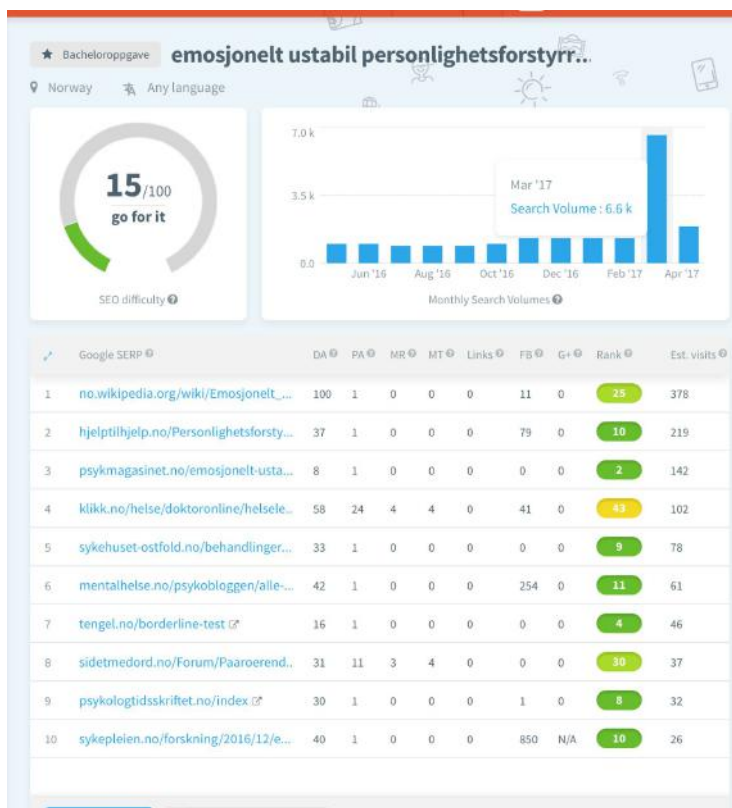 Bacheloroppgave emosjonelt ustabil personlighetsforstyrr...
Norway Any language
15/100
go for it
SEO difficulty
7.0 k
3.5 k
0.0
Mar '17
Search Volume : 6.6 k
Jun '16 Aug '16 Oct '16 Dec '16 Feb '17 Apr '17
Monthly Search Volumes
Google SERP DA PA MR MT Links FB G+ Rank Est. visits
1 no.wikipedia.org/wiki/Emosjonelt_... 100 1 0 0 0 11 0 25 378
2 hjelptilhjelp.no/Personlighetsforsty... 37 1 0 0 0 79 0 10 219
3 psykmagasinet.no/emosjonelt-usta... 8 1 0 0 0 0 0 2 142
4 klikk.no/helse/doktoronline/helsele... 58 24 4 4 0 41 0 43 102
5 sykehuset-ostfold.no/behandlinger... 33 1 0 0 0 0 0 9 78
6 mentalhelse.no/psykobloggen/alle-... 42 1 0 0 0 254 0 11 61
7 tengel.no/borderline-test 16 1 0 0 0 0 0 4 46
8 sidetmedord.no/Forum/Paaroerend... 31 11 3 4 0 0 0 30 37
9 psykologtidsskriftet.no/index 30 1 0 0 0 1 0 8 32
10 sykepleien.no/forskning/2016/12/e... 40 1 0 0 0 850 N/A 10 26